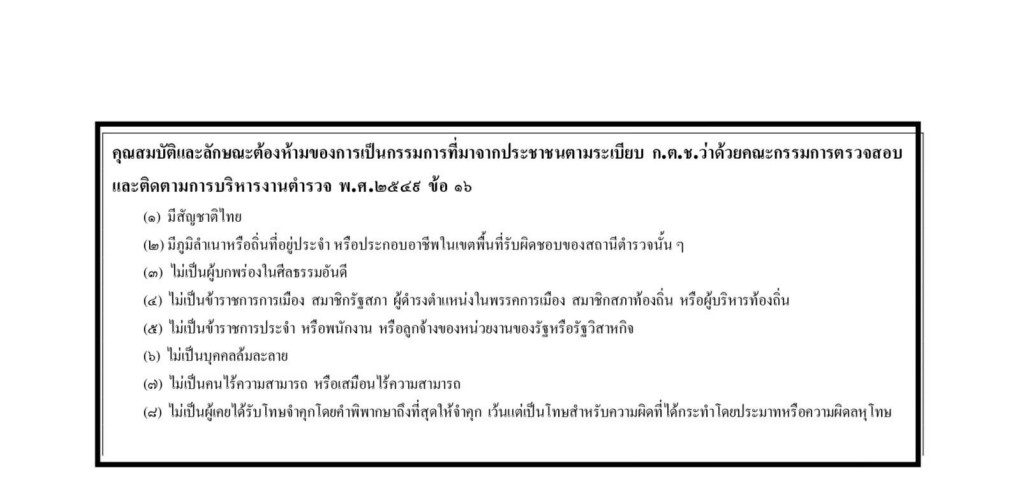 คุณสมบัติและลักษณะต้องห้ามของการเป็นกรรมการที่มาจากประชาชนตามระเบียบ ก.ต.ช.ว่าด้วยคณะกรรมการตรวจสอบ
และติดตามการบริหารงานตำรวจ พ.ศ.๒๕๔๙ ข้อ ๑๖
(๑) มีสัญชาติไทย
(๒) มีภูมิลำเนาหรือถิ่นที่อยู่ประจำ หรือประกอบอาชีพในเขตพื้นที่รับผิดชอบของสถานีตำรวจนั้น ๆ
(๓) ไม่เป็นผู้บกพร่องในศีลธรรมอันดี
(๔) ไม่เป็นข้าราชการการเมือง สมาชิกรัฐสภา ผู้ดำรงตำแหน่งในพรรคการเมือง สมาชิกสภาท้องถิ่น หรือผู้บริหารท้องถิ่น
(๕) ไม่เป็นข้าราชการประจำ หรือพนักงาน หรือลูกจ้างของหน่วยงานของรัฐหรือรัฐวิสาหกิจ
(๖) ไม่เป็นบุคคลล้มละลาย
(๗) ไม่เป็นคนไร้ความสามารถ หรือเสมือนไร้ความสามารถ
(๘) ไม่เป็นผู้เคยได้รับโทษจำคุกโดยคำพิพากษาถึงที่สุดให้จำคุก เว้นแต่เป็นโทษสำหรับความผิดที่ได้กระทำโดยประมาทหรือความผิดลหุโทษ